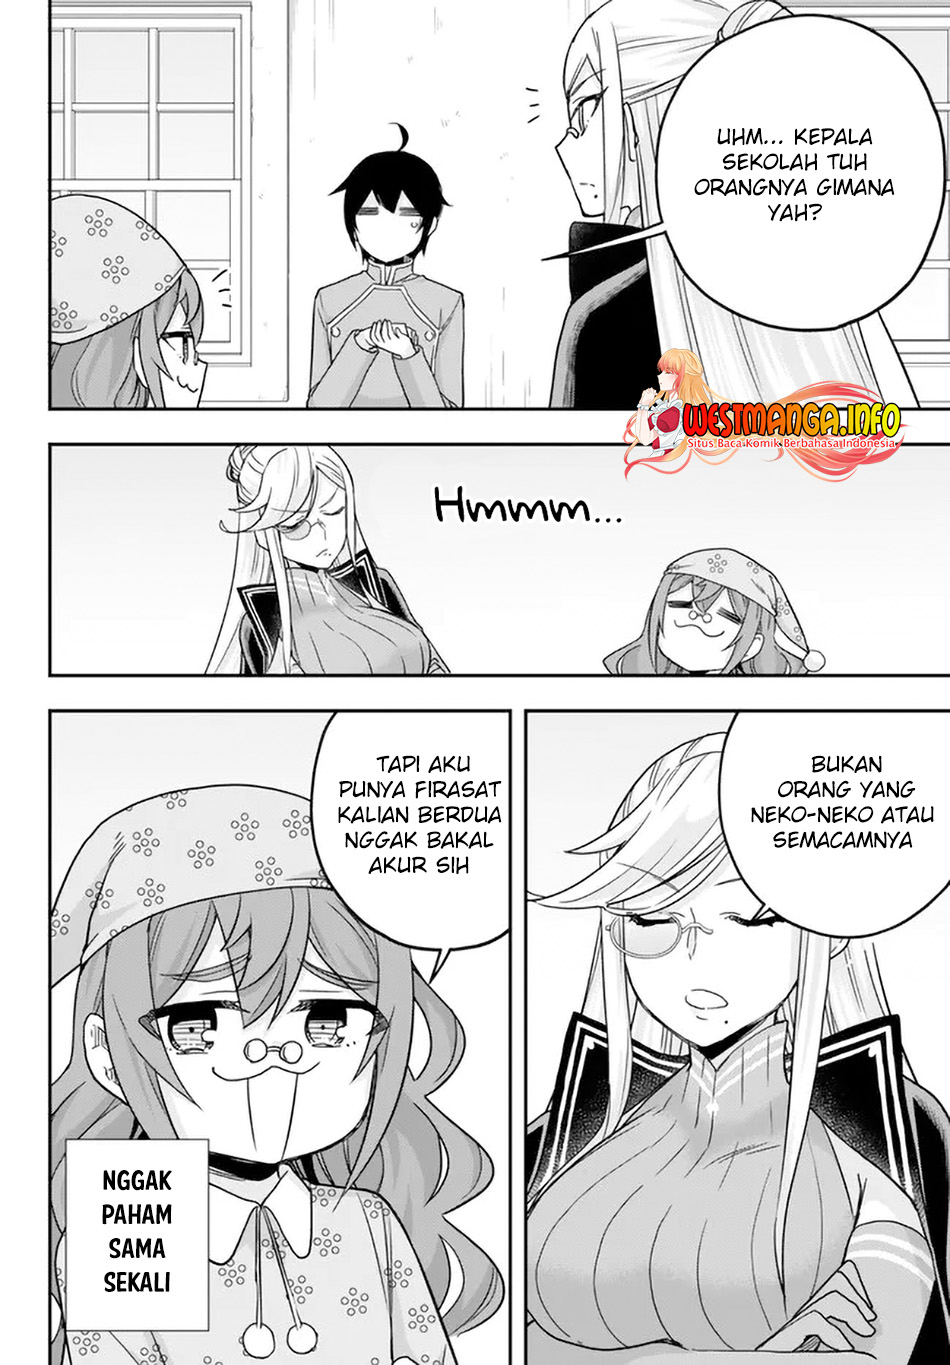 UHM... KEPALA
SEKOLAH TUH
ORANGNYA GIMANA
YAH?
WESTMANGA.INFO
Situs Baca Komik Berbahasa Indonesia
Hmmm...
TAPI AKU
PUNYA FIRASAT
KALIAN BERDUA
NGGAK BAKAL
AKUR SIH
BUKAN
ORANG YANG
NEKO-NEKO ATAU
SEMACAMNYA
NGGAK
PAHAM
SAMA
SEKALI